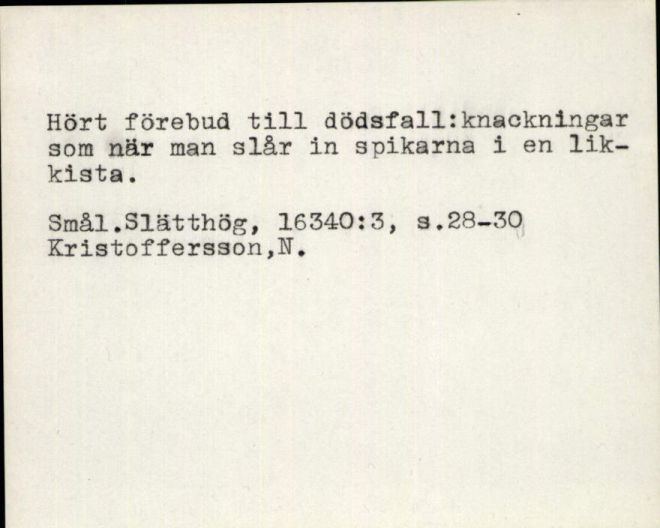 Hört förebud till dödsfall:knackningar
som när man slår in spikarna i en lik-
kista.
Smål.Slätthög, 16340:3, s.28-30
Kristoffersson,N.